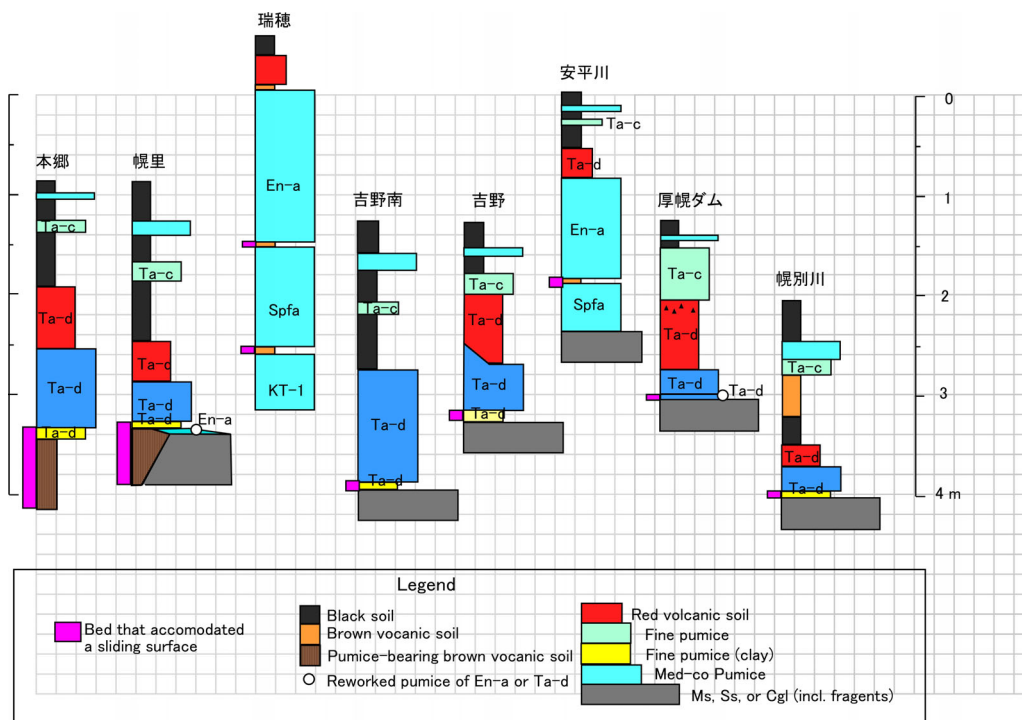 瑞穂
安平川
本郷
幌里
吉野南
吉野
厚幌ダム
幌別川
0
1
2
3
4 m
Ta-c
Ta-d
Ta-d
Ta-d
Ta-c
Ta-d
Ta-d
Ta-d
En-a
En-a
Spfa
KT-1
Ta-c
Ta-d
Ta-d
Ta-c
Ta-d
Ta-d
Ta-d
Ta-c
Ta-d
En-a
Spfa
Ta-c
Ta-d
Ta-d
Ta-d
Ta-c
Ta-d
Ta-d
Legend
Bed that accomodated
a sliding surface
Black soil
Brown vocanic soil
Pumice-bearing brown vocanic soil
Reworked pumice of En-a or Ta-d
Red volcanic soil
Fine pumice
Fine pumice (clay)
Med-co Pumice
Ms, Ss, or Cgl (incl. fragents)